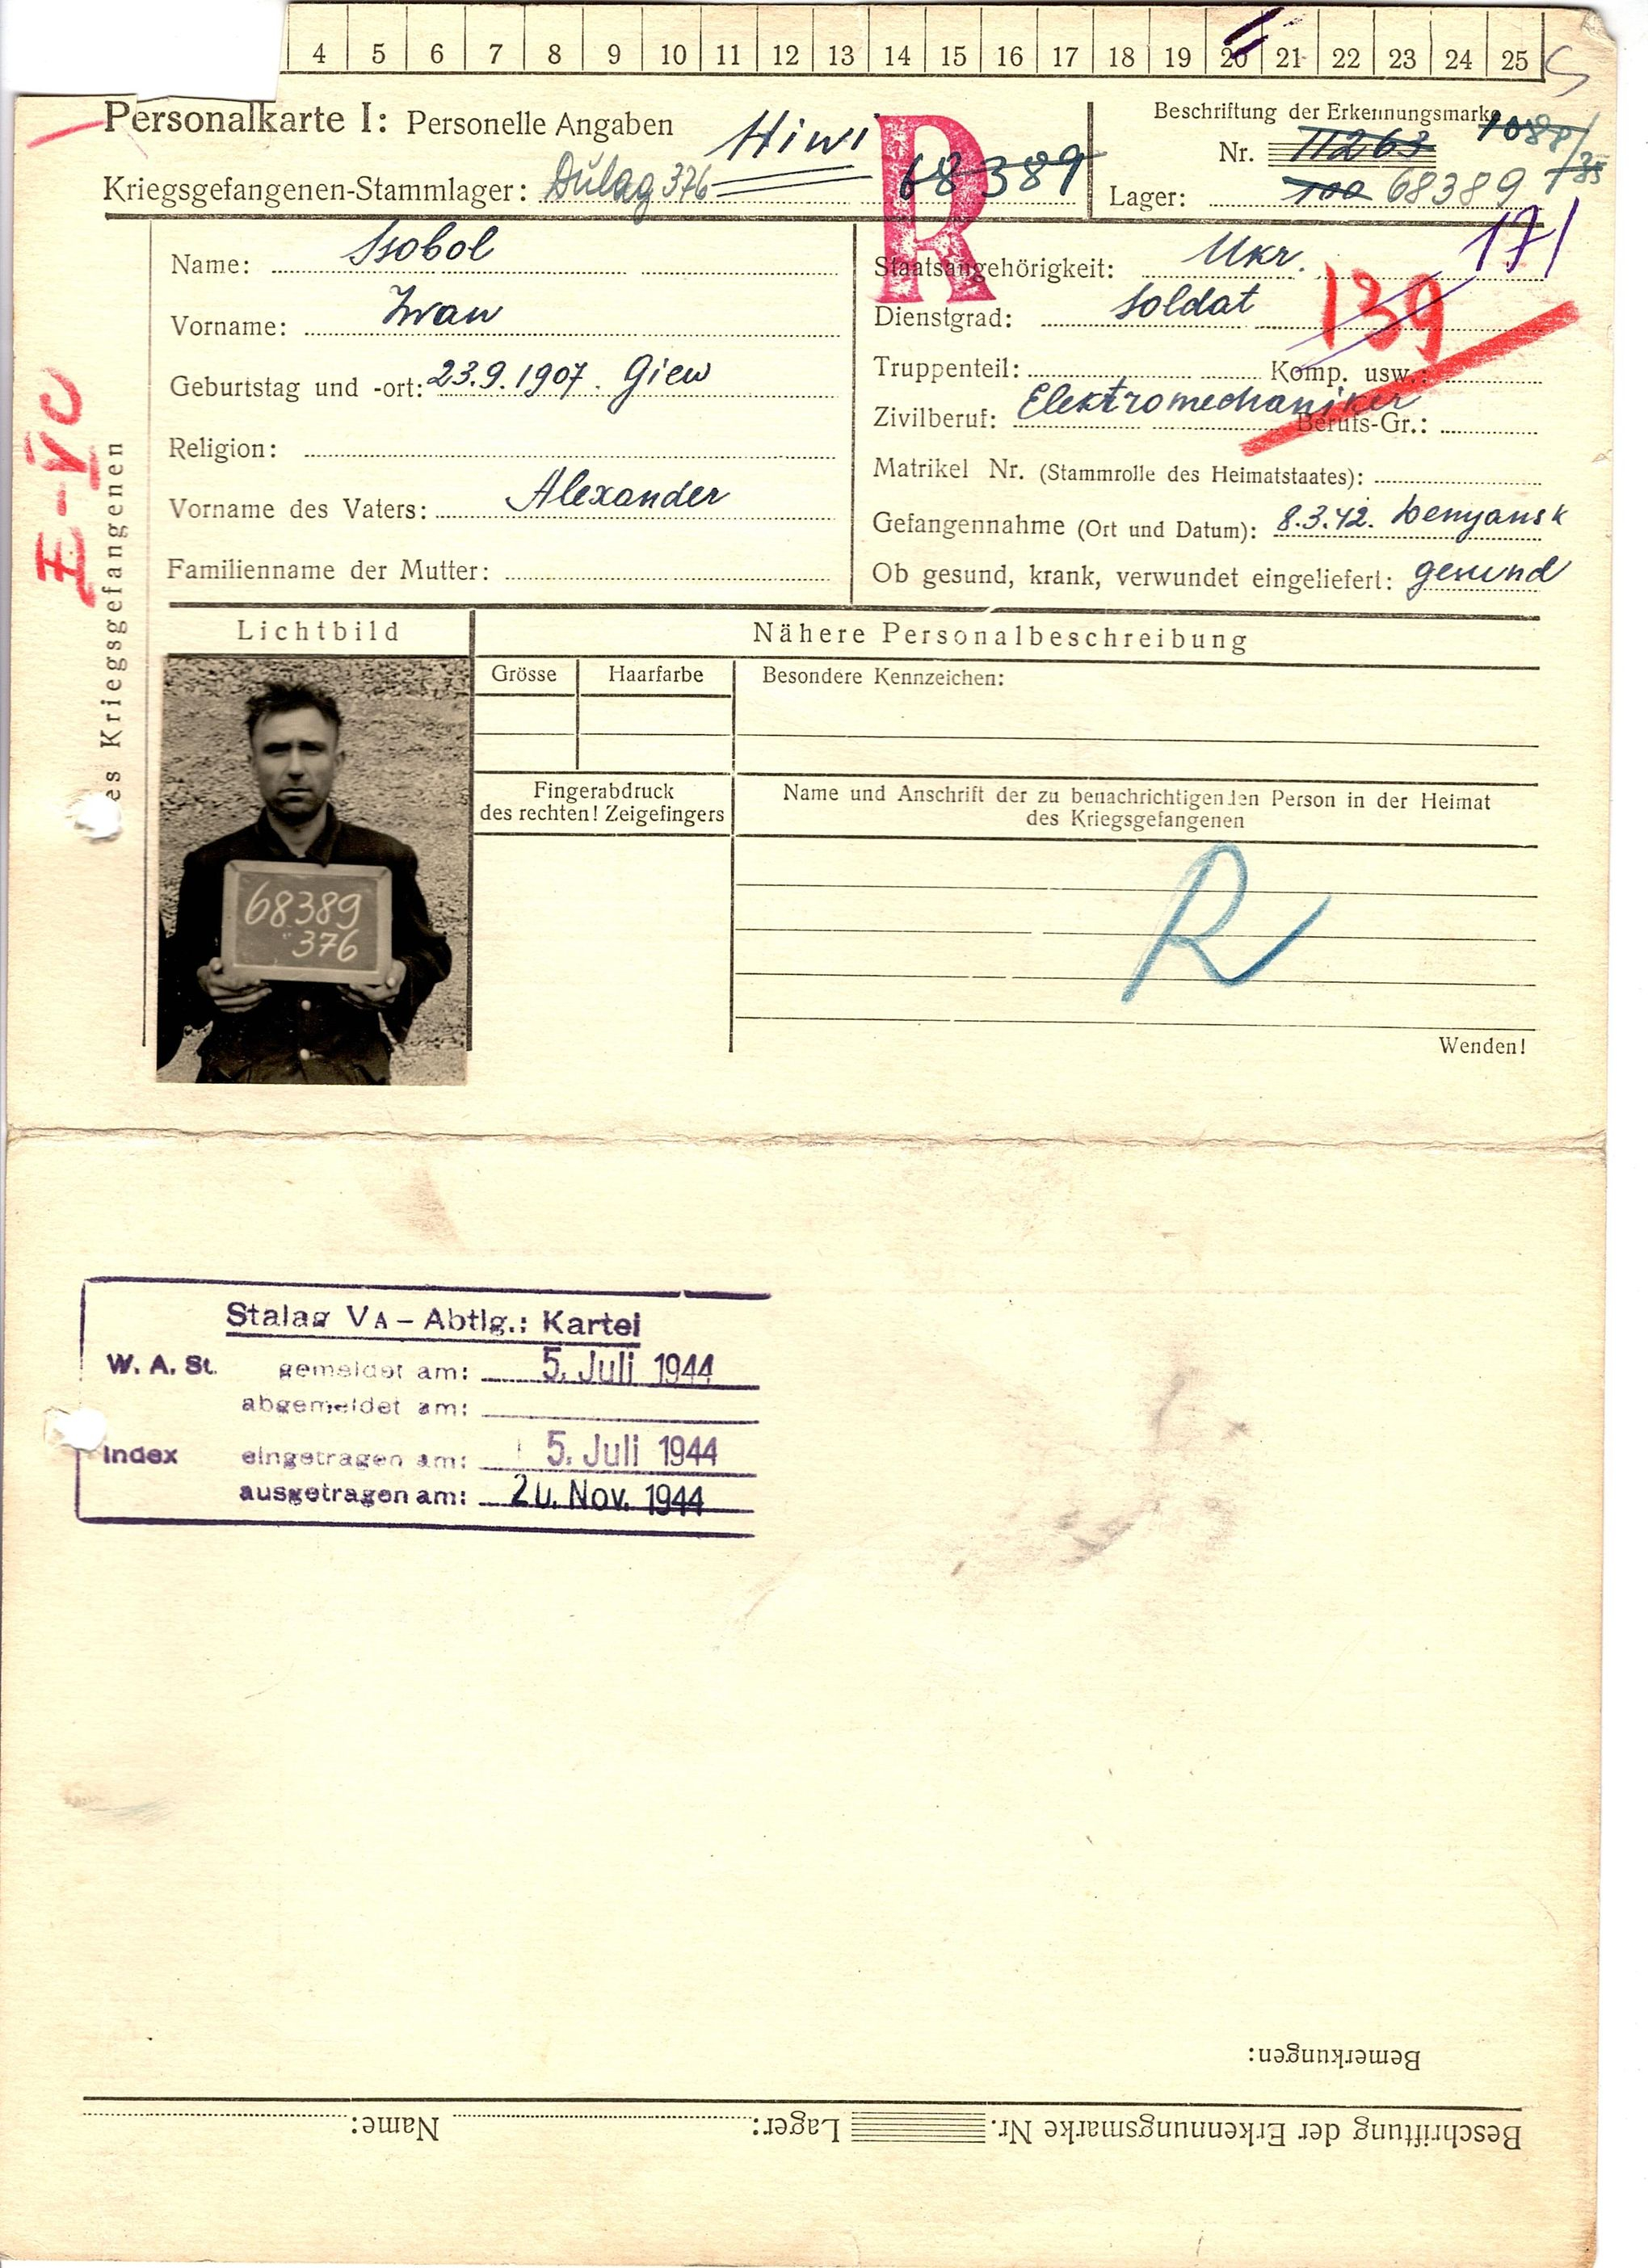 4 5 6 7 8 9 10 11 12 13 14 15 16 17 18 19 20 21 22 23 24 25
Personalkarte I: Personelle Angaben
Hiwi
R
Beschriftung der Erkennungsmarke
Nr. 11263
Kriegsgefangenen-Stammlager: Dulag 376
68389
Lager: 68389
171
Name: Ssobol
Staatsangehörigkeit: Ukr.
139
Vorname: Iwan
Dienstgrad: Soldat
Geburtstag und -ort: 23.9.1907. Giew
Truppenteil: Komp. usw.:
Zivilberuf: Elektromechaniker Berufs-Gr.:
Religion:
Matrikel Nr. (Stammrolle des Heimatstaates):
Vorname des Vaters: Alexander
Gefangennahme (Ort und Datum): 8.3.42. Demyansk
Familienname der Mutter:
Ob gesund, krank, verwundet eingeliefert: gesund
es Kriegsgefangenen
Lichtbild
Nähere Personalbeschreibung
Grösse Haarfarbe Besondere Kennzeichen:
Fingerabdruck
des rechten! Zeigefingers
Name und Anschrift der zu benachrichtigenden Person in der Heimat
des Kriegsgefangenen
68389
376
R
Wenden!
Stalag VA – Abtlg.: Kartei
W. A. St. gemeldet am: 5. Juli 1944
abgemeldet am:
Index eingetragen am: 5. Juli 1944
ausgetragen am: 20. Nov. 1944
Bemerkungen:
Beschriftung der Erkennungsmarke Nr. Lager: Name: